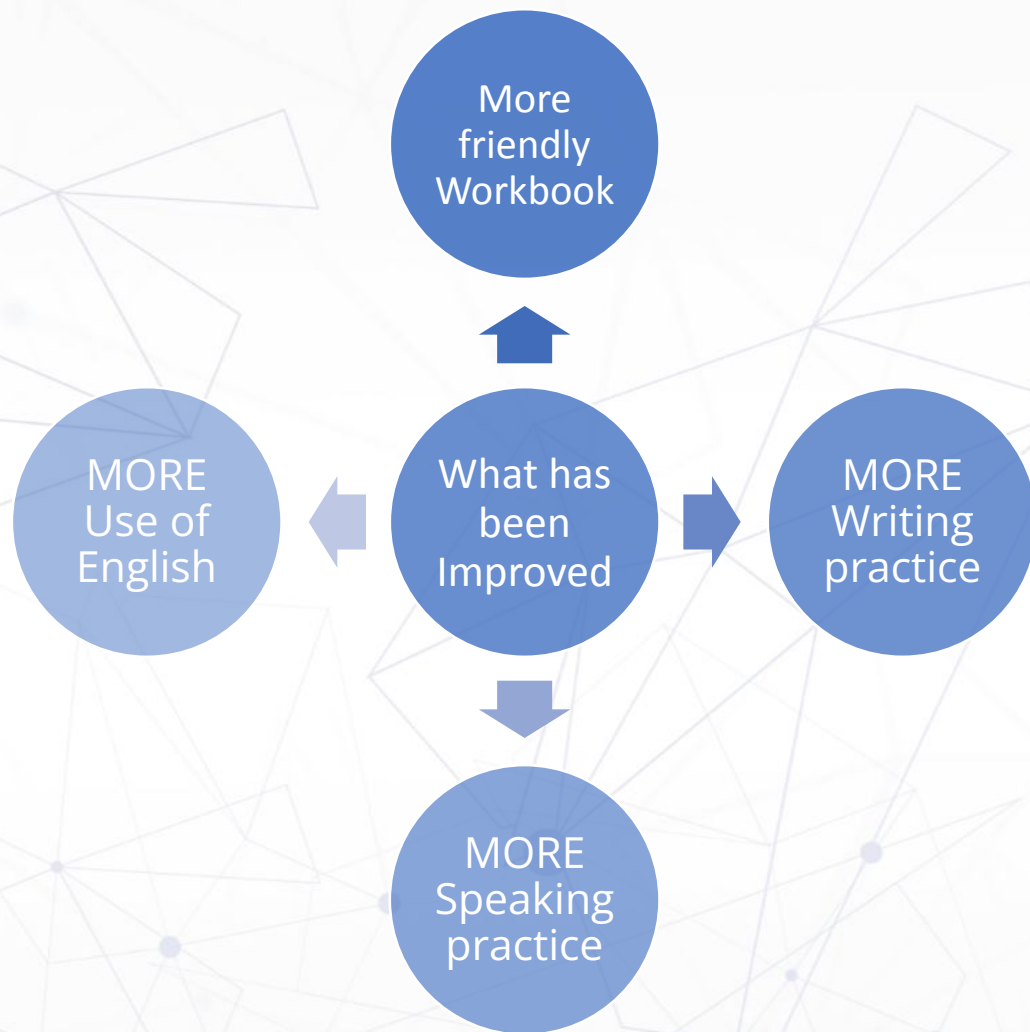 More
friendly
Workbook
MORE
Use of
English
What has
been
Improved
MORE
Writing
practice
MORE
Speaking
practice